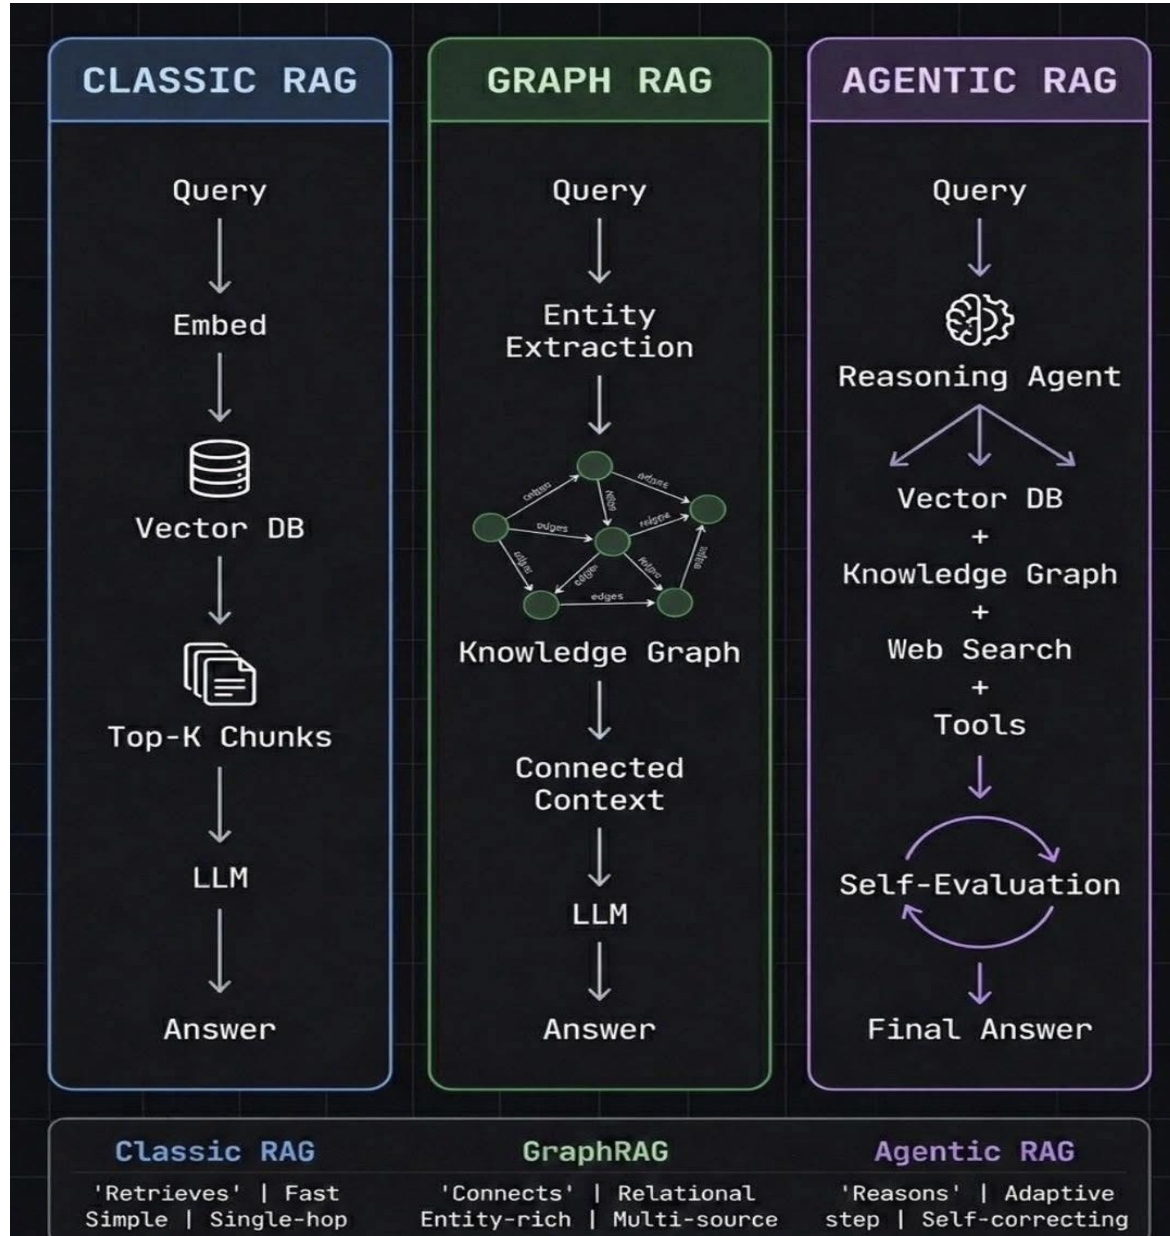 CLASSIC RAG
Query
Embed
Vector DB
Top-K Chunks
LLM
Answer
GRAPH RAG
Query
Entity
Extraction
edges
edges
Knowledge Graph
Connected
Context
LLM
Answer
AGENTIC RAG
Query
Reasoning Agent
Vector DB
+
Knowledge Graph
+
Web Search
+
Tools
Self-Evaluation
Final Answer
Classic RAG
'Retrieves' | Fast
Simple | Single-hop
GraphRAG
'Connects' | Relational
Entity-rich | Multi-source
Agentic RAG
'Reasons' | Adaptive
step | Self-correcting